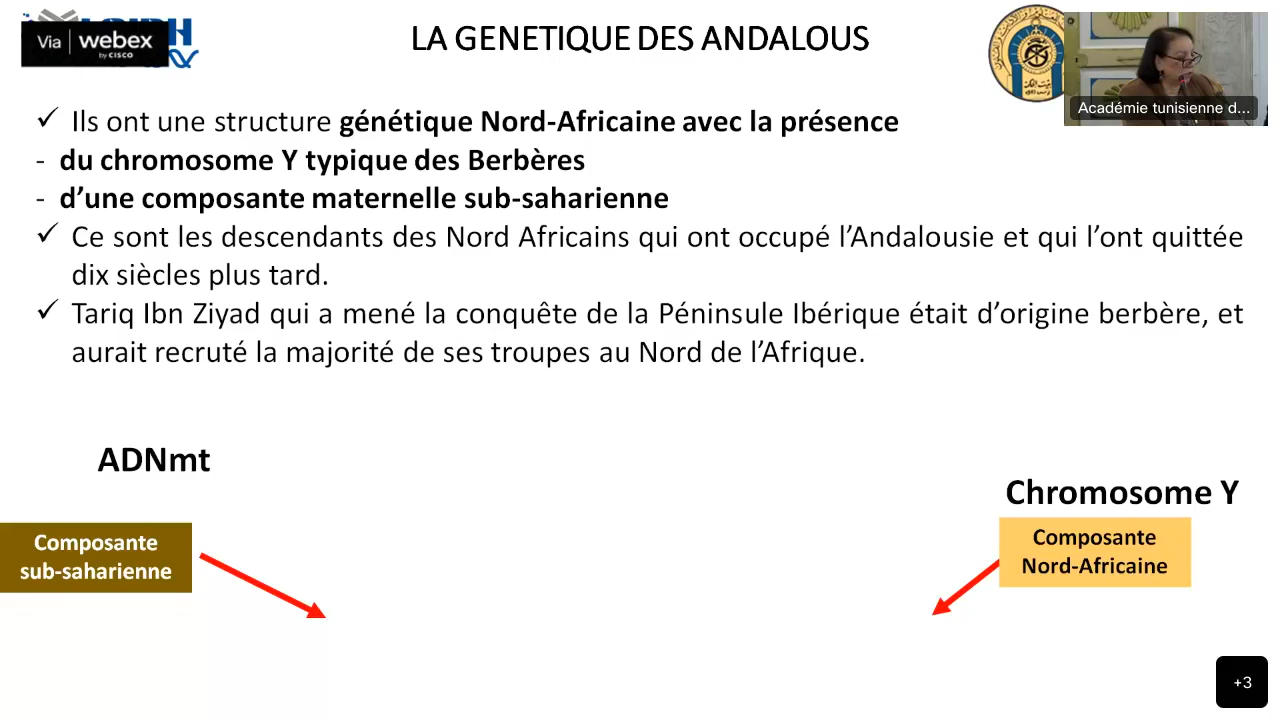 Via webex
by CISCO
LA GENETIQUE DES ANDALOUS
Académie tunisienne d...
✓ Ils ont une structure génétique Nord-Africaine avec la présence
- du chromosome Y typique des Berbères
- d’une composante maternelle sub-saharienne
✓ Ce sont les descendants des Nord Africains qui ont occupé l’Andalousie et qui l’ont quittée
dix siècles plus tard.
✓ Tariq Ibn Ziyad qui a mené la conquête de la Péninsule Ibérique était d’origine berbère, et
aurait recruté la majorité de ses troupes au Nord de l’Afrique.
ADNmt
Chromosome Y
Composante
sub-saharienne
Composante
Nord-Africaine
+3